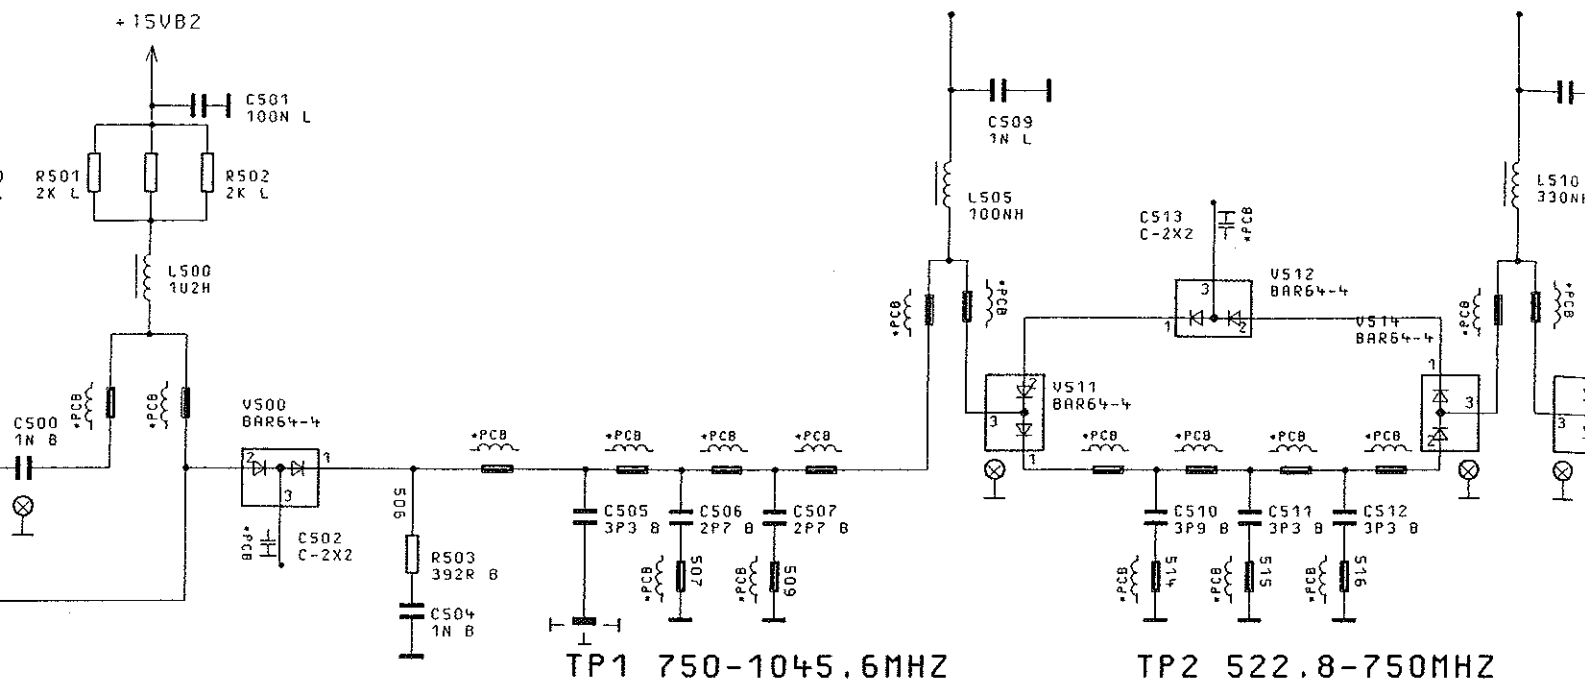 +15VB2
C501
100N L
R501
2K L
R502
2K L
L500
1U2H
*PCB
*PCB
C500
1N B
V500
BAR64-4
2
1
3
*PCB
C502
C-2X2
506
R503
392R B
C504
1N B
*PCB
*PCB
*PCB
*PCB
C505
3P3 B
C506
2P7 B
C507
2P7 B
*PCB
507
*PCB
509
TP1 750-1045.6MHZ
C509
1N L
L505
100NH
*PCB
*PCB
V511
BAR64-4
2
3
1
C513
C-2X2
*PCB
V512
BAR64-4
3
1
2
V514
BAR64-4
1
3
2
*PCB
*PCB
*PCB
*PCB
C510
3P9 B
C511
3P3 B
C512
3P3 B
*PCB
514
*PCB
515
*PCB
516
TP2 522.8-750MHZ
L510
330NH
*PCB
*PCB
3